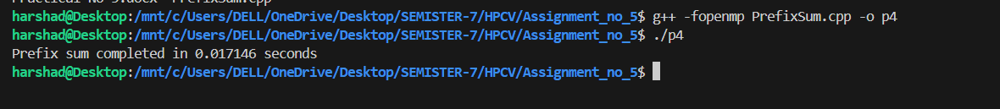 harshad@Desktop:/mnt/c/Users/DELL/OneDrive/Desktop/SEMISTER-7/HPCV/Assignment_no_5$ g++ -fopenmp PrefixSum.cpp -o p4
harshad@Desktop:/mnt/c/Users/DELL/OneDrive/Desktop/SEMISTER-7/HPCV/Assignment_no_5$ ./p4
Prefix sum completed in 0.017146 seconds
harshad@Desktop:/mnt/c/Users/DELL/OneDrive/Desktop/SEMISTER-7/HPCV/Assignment_no_5$